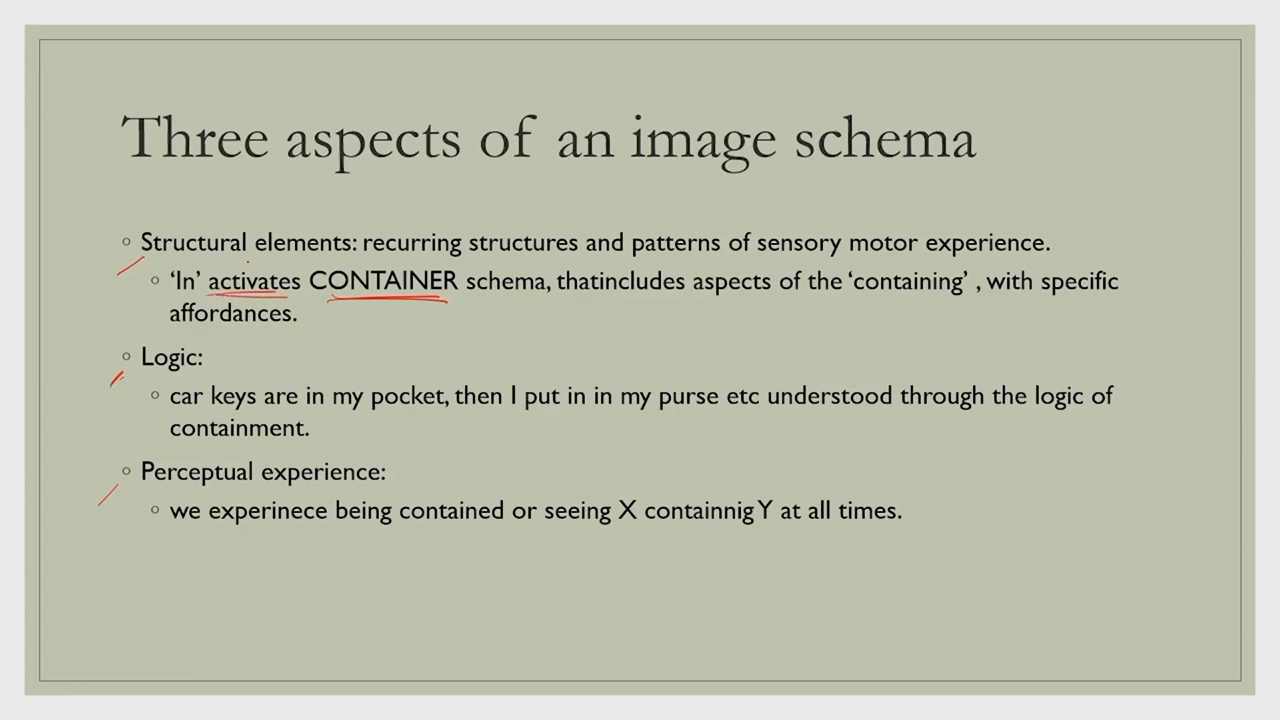 Three aspects of an image schema
◦ Structural elements: recurring structures and patterns of sensory motor experience.
◦ ‘In’ activates CONTAINER schema, thatincludes aspects of the ‘containing’ , with specific
affordances.
◦ Logic:
◦ car keys are in my pocket, then I put in in my purse etc understood through the logic of
containment.
◦ Perceptual experience:
◦ we experinece being contained or seeing X containnig Y at all times.